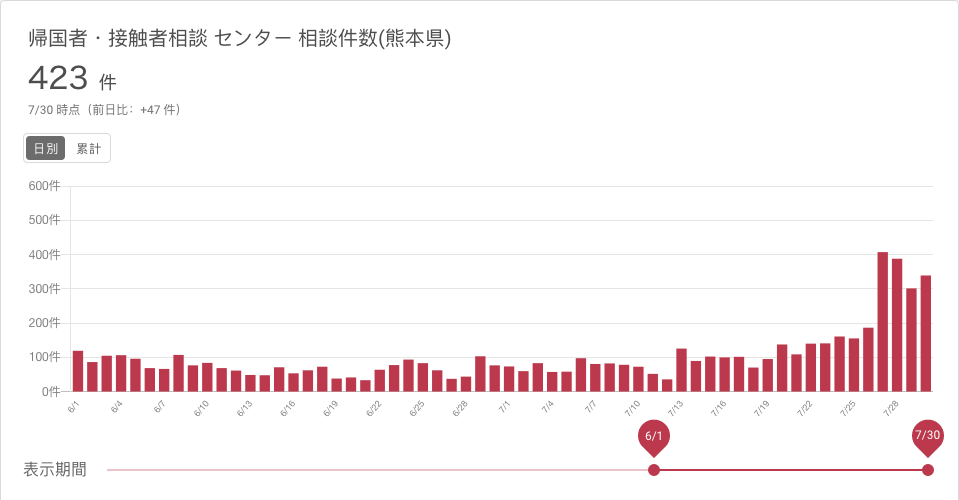 帰国者・接触者相談 センター 相談件数(熊本県)
423 件
7/30 時点（前日比： +47 件）
日別 累計
600件
500件
400件
300件
200件
100件
0件
6/1 6/4 6/7 6/10 6/13 6/16 6/19 6/22 6/25 6/28 7/1 7/4 7/7 7/10 7/13 7/16 7/19 7/22 7/25 7/28
6/1 7/30
表示期間